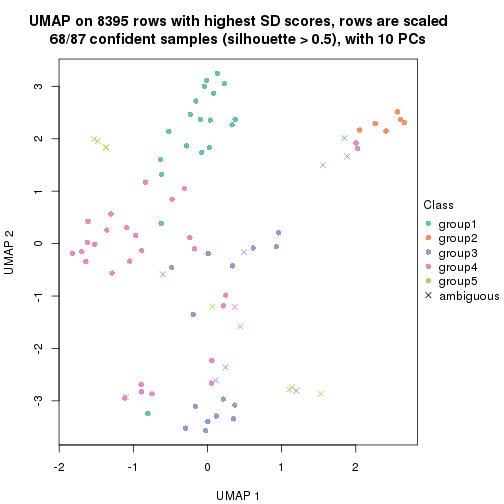 UMAP on 8395 rows with highest SD scores, rows are scaled
68/87 confident samples (silhouette > 0.5), with 10 PCs
3
2
1
0
-1
-2
-3
UMAP 2
-2
-1
0
1
2
UMAP 1
Class
group1
group2
group3
group4
group5
ambiguous